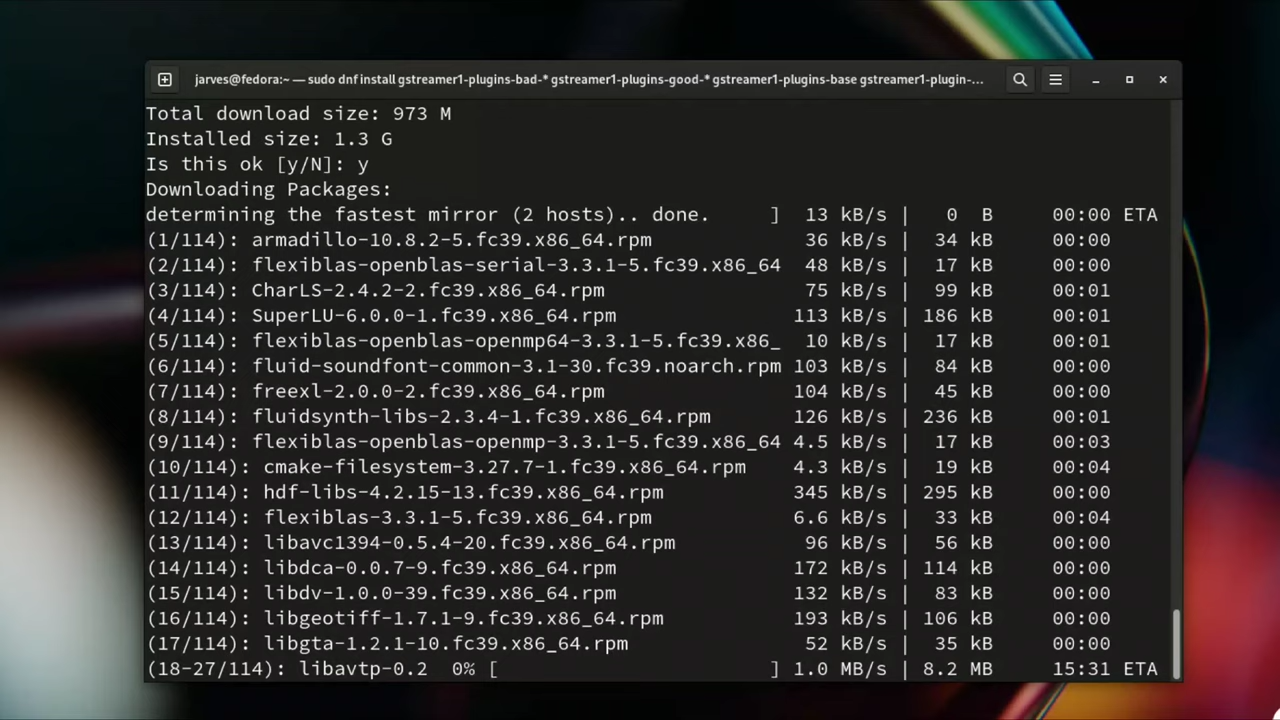 jarves@fedora:~ — sudo dnf install gstreamer1-plugins-bad-* gstreamer1-plugins-good-* gstreamer1-plugins-base gstreamer1-plugin-...
Total download size: 973 M
Installed size: 1.3 G
Is this ok [y/N]: y
Downloading Packages:
determining the fastest mirror (2 hosts).. done. ] 13 kB/s | 0 B 00:00 ETA
(1/114): armadillo-10.8.2-5.fc39.x86_64.rpm 36 kB/s | 34 kB 00:00
(2/114): flexiblas-openblas-serial-3.3.1-5.fc39.x86_64 48 kB/s | 17 kB 00:00
(3/114): CharLS-2.4.2-2.fc39.x86_64.rpm 75 kB/s | 99 kB 00:01
(4/114): SuperLU-6.0.0-1.fc39.x86_64.rpm 113 kB/s | 186 kB 00:01
(5/114): flexiblas-openblas-openmp64-3.3.1-5.fc39.x86_ 10 kB/s | 17 kB 00:01
(6/114): fluid-soundfont-common-3.1-30.fc39.noarch.rpm 103 kB/s | 84 kB 00:00
(7/114): freexl-2.0.0-2.fc39.x86_64.rpm 104 kB/s | 45 kB 00:00
(8/114): fluidsynth-libs-2.3.4-1.fc39.x86_64.rpm 126 kB/s | 236 kB 00:01
(9/114): flexiblas-openblas-openmp-3.3.1-5.fc39.x86_64 4.5 kB/s | 17 kB 00:03
(10/114): cmake-filesystem-3.27.7-1.fc39.x86_64.rpm 4.3 kB/s | 19 kB 00:04
(11/114): hdf-libs-4.2.15-13.fc39.x86_64.rpm 345 kB/s | 295 kB 00:00
(12/114): flexiblas-3.3.1-5.fc39.x86_64.rpm 6.6 kB/s | 33 kB 00:04
(13/114): libavc1394-0.5.4-20.fc39.x86_64.rpm 96 kB/s | 56 kB 00:00
(14/114): libdca-0.0.7-9.fc39.x86_64.rpm 172 kB/s | 114 kB 00:00
(15/114): libdv-1.0.0-39.fc39.x86_64.rpm 132 kB/s | 83 kB 00:00
(16/114): libgeotiff-1.7.1-9.fc39.x86_64.rpm 193 kB/s | 106 kB 00:00
(17/114): libgta-1.2.1-10.fc39.x86_64.rpm 52 kB/s | 35 kB 00:00
(18-27/114): libavtp-0.2 0% [ ] 1.0 MB/s | 8.2 MB 15:31 ETA